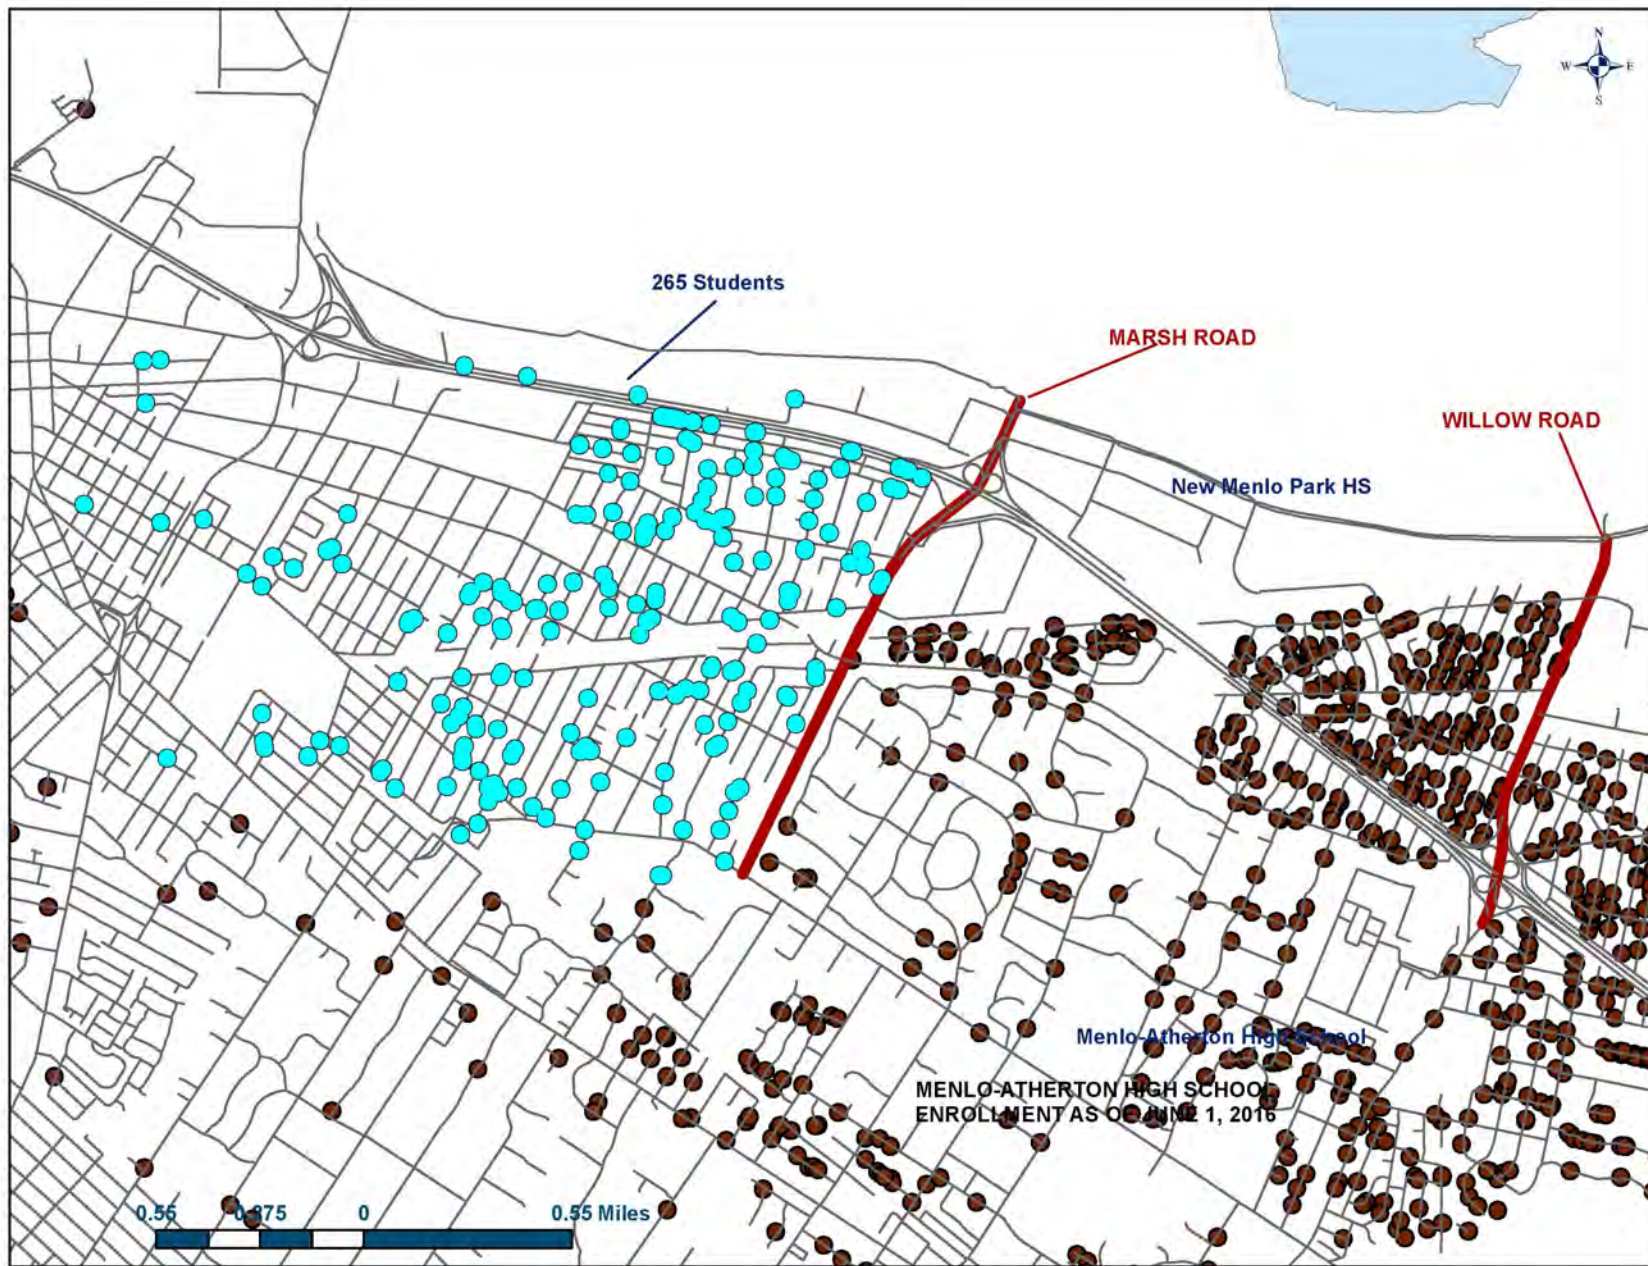 N
W E
S
265 Students
MARSH ROAD
WILLOW ROAD
New Menlo Park HS
Menlo-Atherton High School
MENLO-ATHERTON HIGH SCHOOL
ENROLLMENT AS OF JUNE 1, 2016
0.55 0.275 0 0.55 Miles